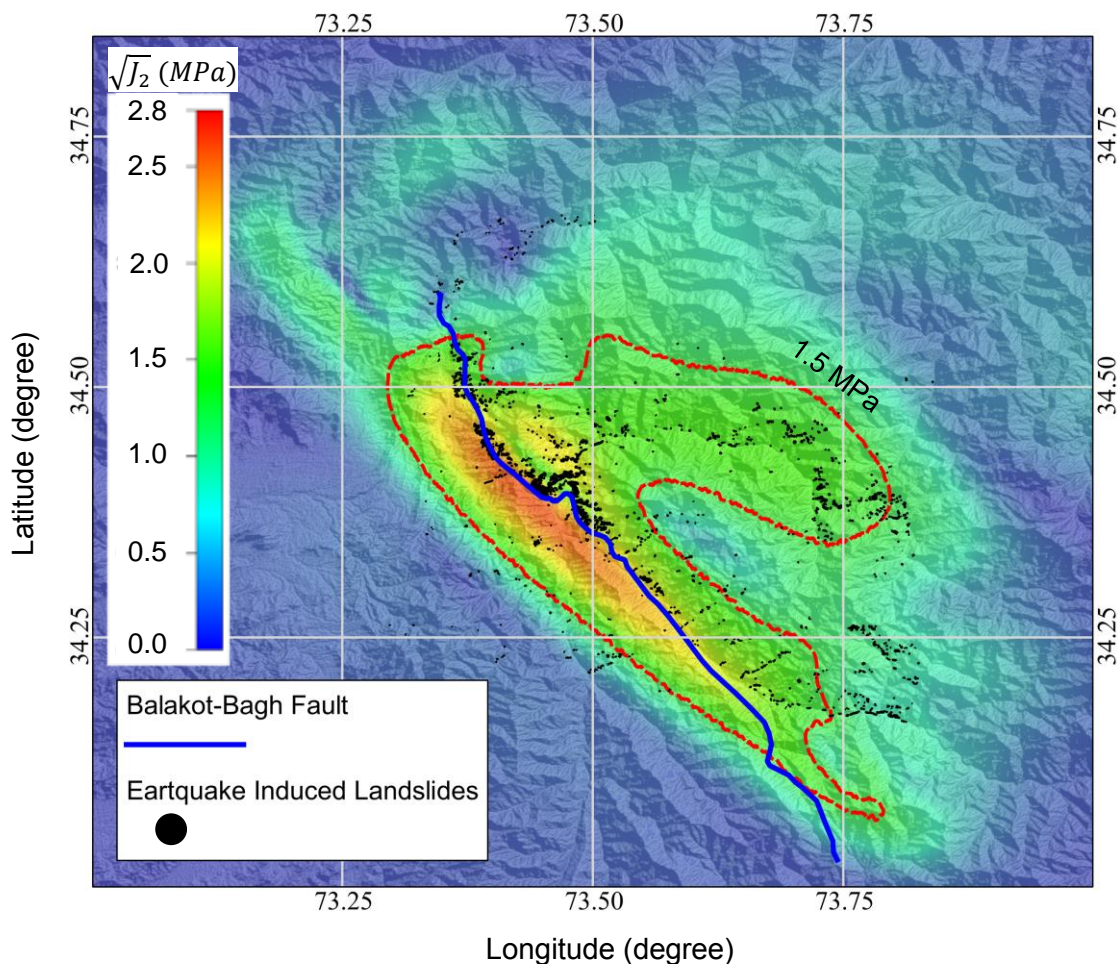 73.25 73.50 73.75
√J₂ (MPa)
2.8
2.5
2.0
1.5
1.0
0.5
0.0
34.75
34.50
34.25
34.75
34.50
34.25
1.5 MPa
Latitude (degree)
Balakot-Bagh Fault
Eartquake Induced Landslides
73.25 73.50 73.75
Longitude (degree)